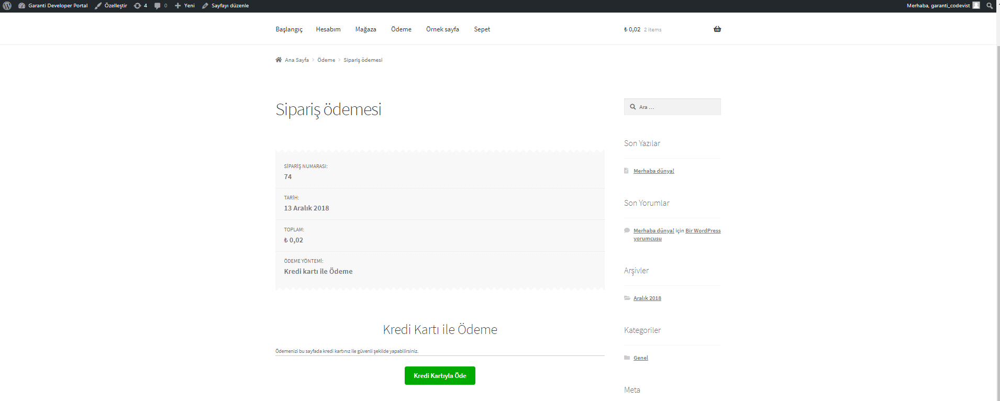 Garanti Developer Portal Özelleştir 4 0 Yeni Sayfayı düzenle Merhaba, garanti_codevist
Başlangıç Hesabım Mağaza Ödeme Örnek sayfa Sepet ₺ 0,02 2 items
Ana Sayfa Ödeme Sipariş ödemesi
Sipariş ödemesi
SİPARİŞ NUMARASI:
74
TARİH:
13 Aralık 2018
TOPLAM:
₺ 0,02
ÖDEME YÖNTEMİ:
Kredi kartı ile Ödeme
Kredi Kartı ile Ödeme
Ödemenizi bu sayfada kredi kartınız ile güvenli şekilde yapabilirsiniz.
Kredi Kartıyla Öde
Ara ...
Son Yazılar
Merhaba dünya!
Son Yorumlar
Merhaba dünya! için Bir WordPress
yorumcusu
Arşivler
Aralık 2018
Kategoriler
Genel
Meta